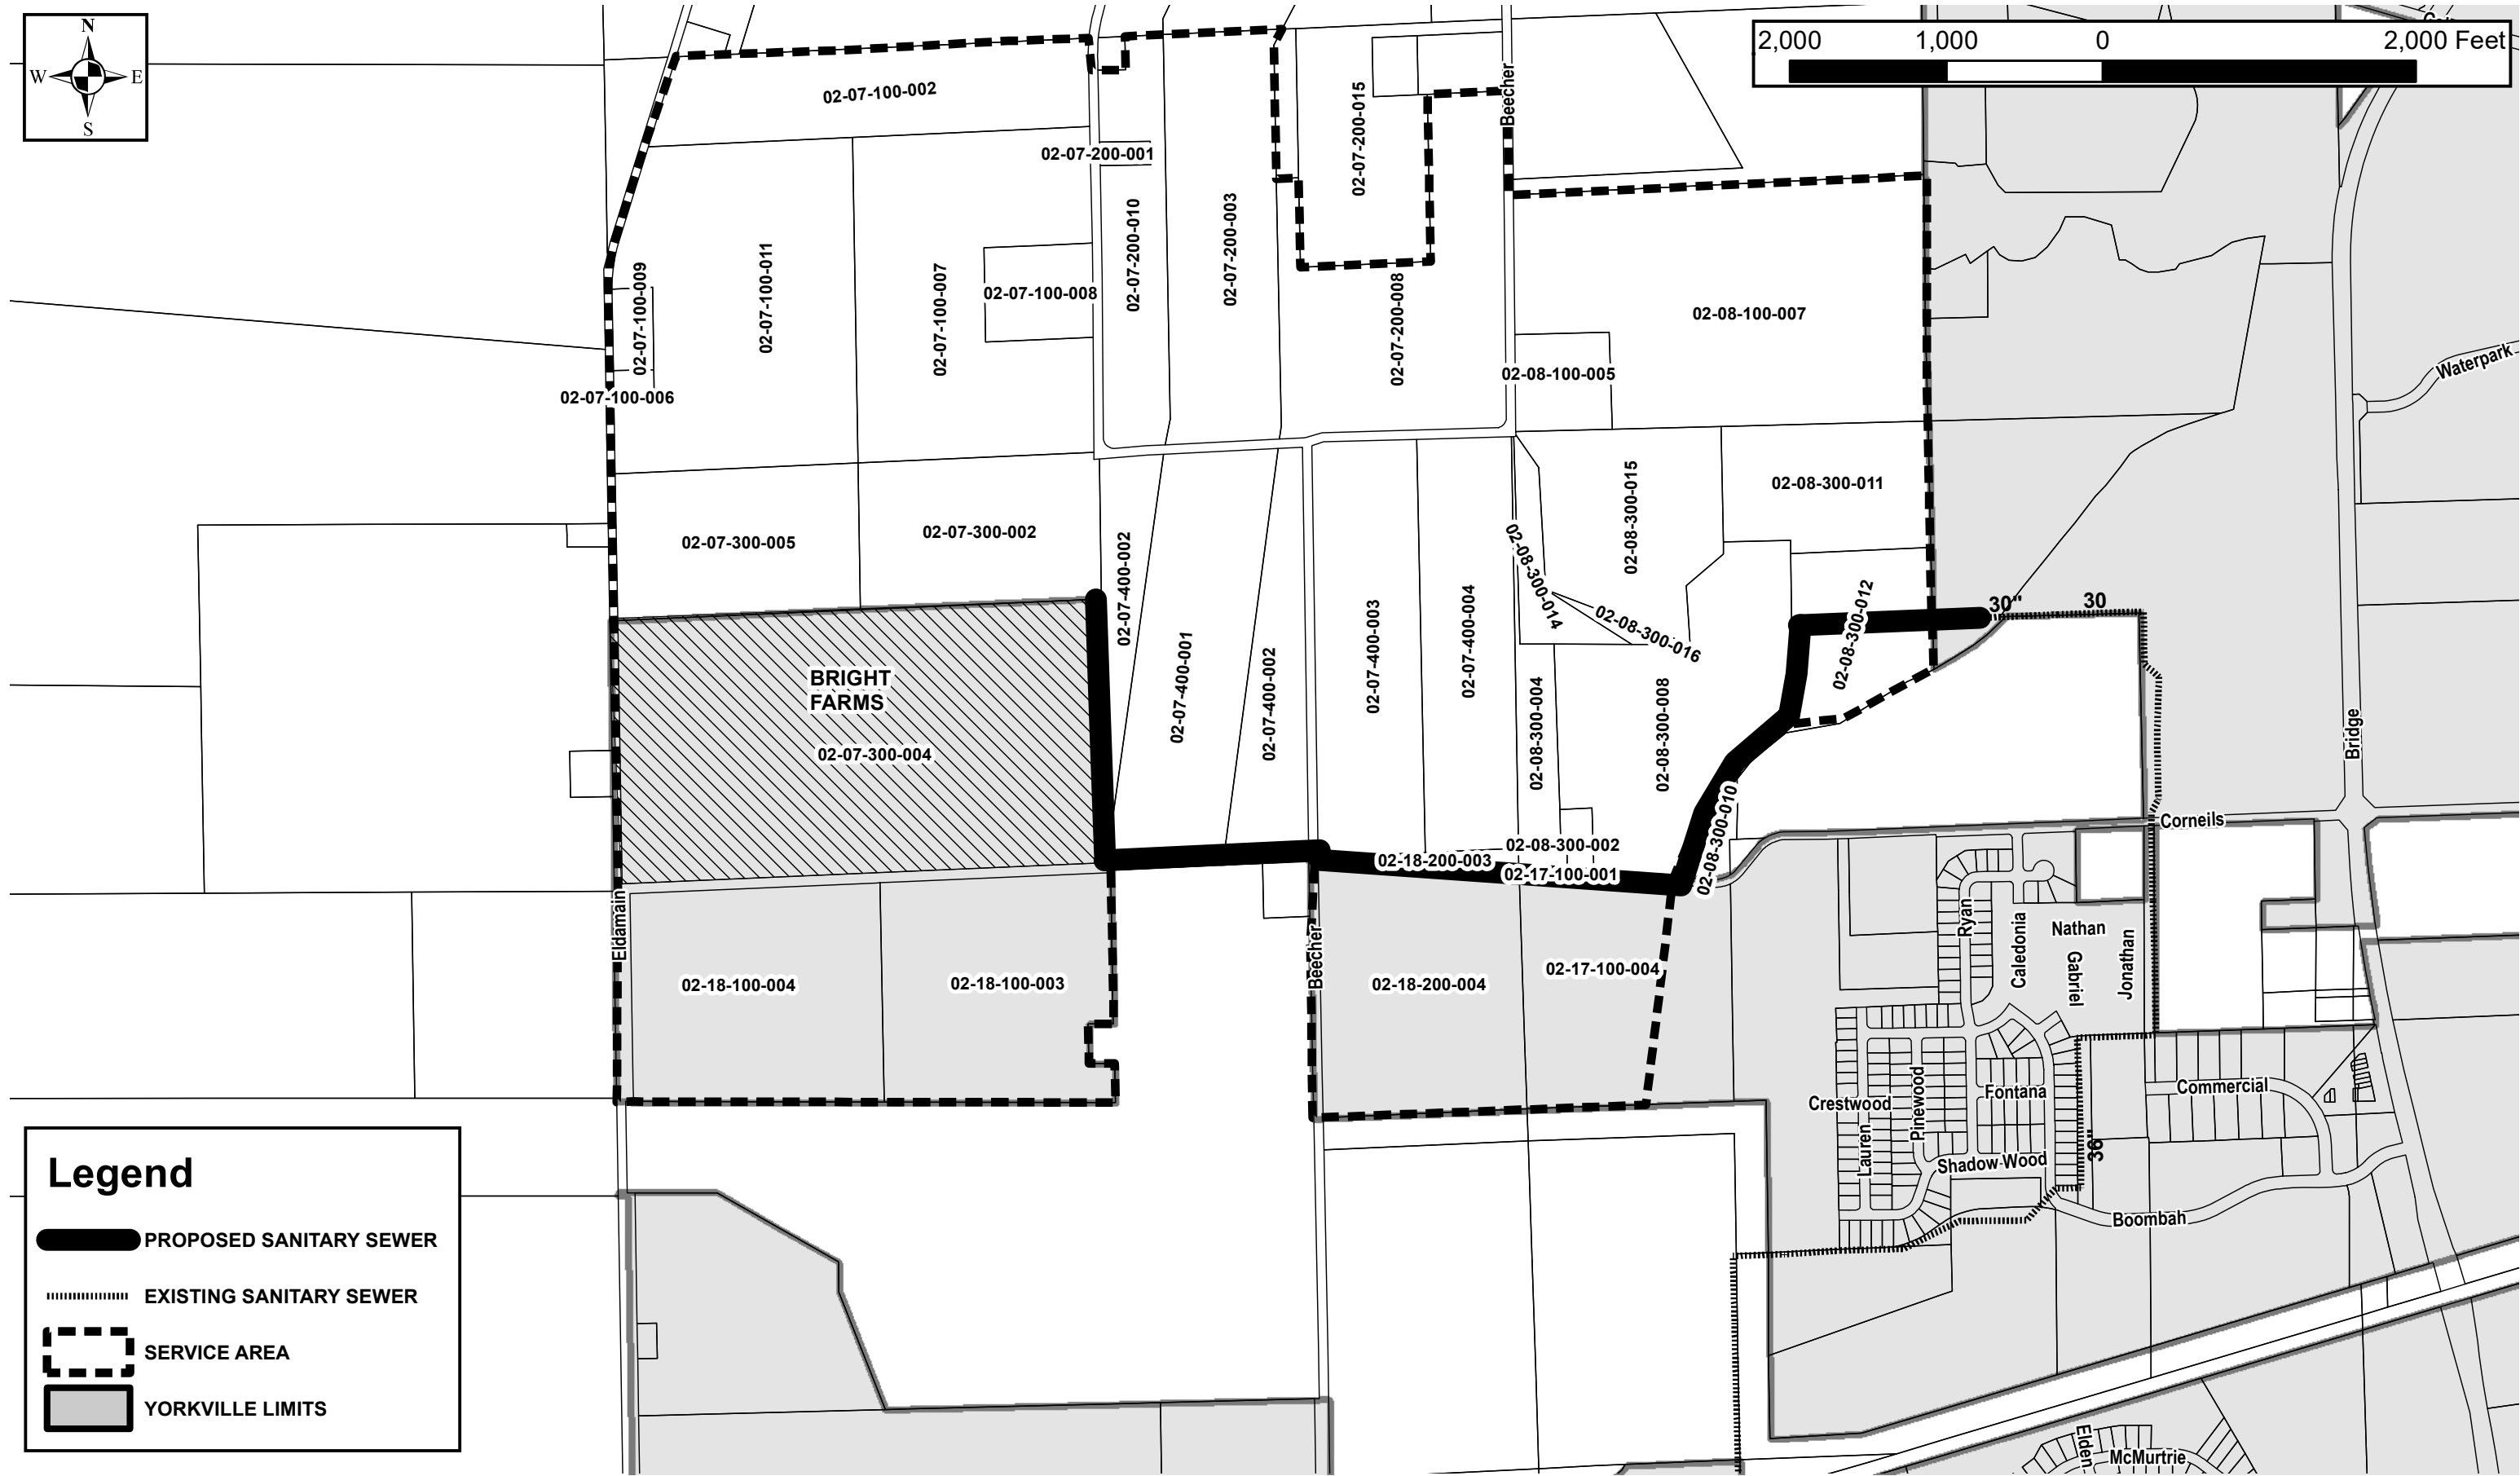 N
W
E
S
2,000
1,000
0
2,000 Feet
02-07-100-002
Beecher
02-07-200-015
02-07-200-001
02-07-200-010
02-07-200-003
02-07-100-009
02-07-100-011
02-07-100-007
02-07-100-008
02-07-200-008
02-08-100-007
02-08-100-005
Waterpark
02-07-100-006
02-07-300-005
02-07-300-002
02-07-400-002
02-08-300-015
02-08-300-011
02-08-300-014
02-08-300-016
02-08-300-012
30"
30
BRIGHT
FARMS
02-07-300-004
02-07-400-001
02-07-400-002
02-07-400-003
02-07-400-004
02-08-300-004
02-08-300-008
Bridge
02-08-300-010
Corneils
02-08-300-002
02-18-200-003
02-17-100-001
Eldamain
Beecher
02-18-100-004
02-18-100-003
02-18-200-004
02-17-100-004
Ryan
Caledonia
Nathan
Gabriel
Jonathan
Crestwood
Lauren
Pinewood
Fontana
Shadow Wood
36"
Commercial
Boombah
Elden
McMurtrie
Legend
PROPOSED SANITARY SEWER
EXISTING SANITARY SEWER
SERVICE AREA
YORKVILLE LIMITS